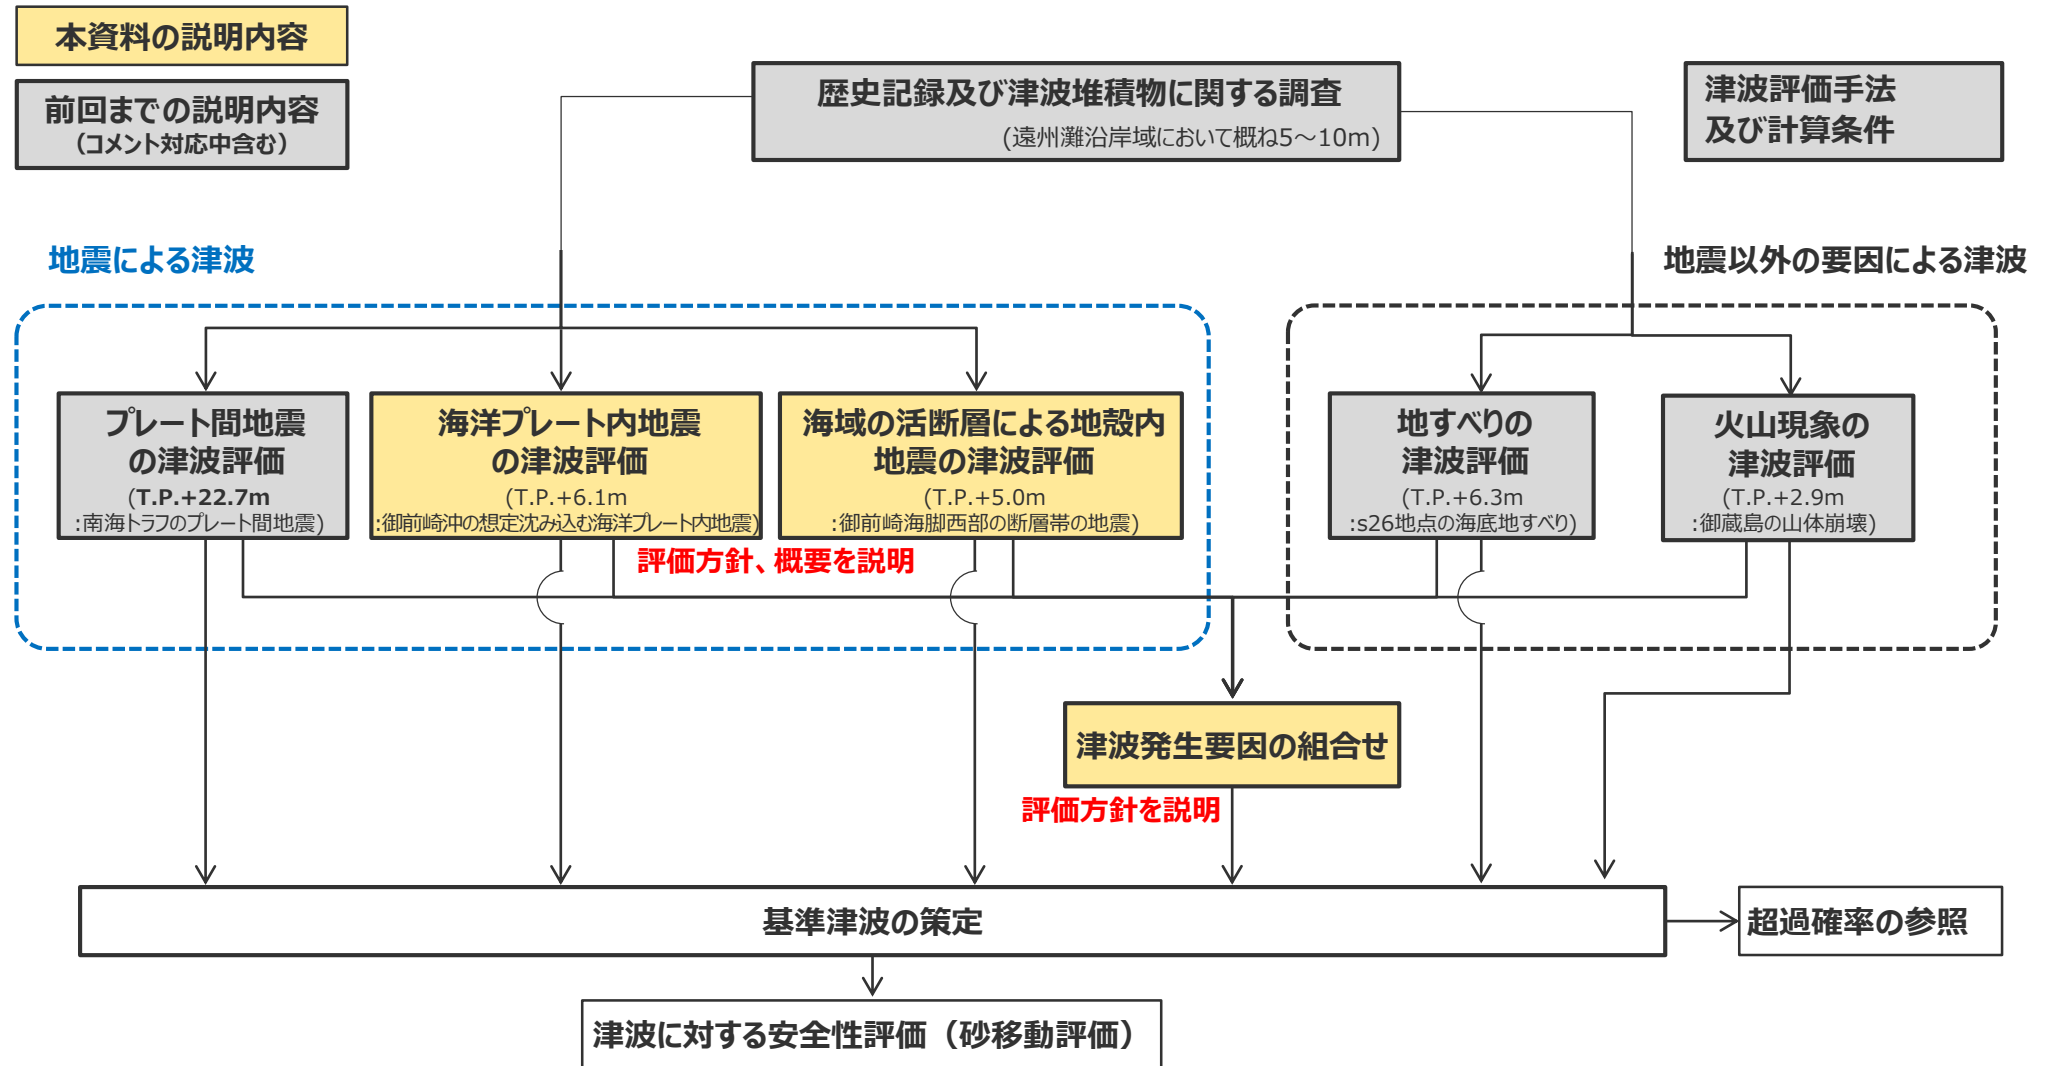 本資料の説明内容
前回までの説明内容
（コメント対応中含む）
歴史記録及び津波堆積物に関する調査
(遠州灘沿岸域において概ね5～10m)
津波評価手法
及び計算条件
地震による津波
地震以外の要因による津波
プレート間地震
の津波評価
(T.P.+22.7m
:南海トラフのプレート間地震)
海洋プレート内地震
の津波評価
(T.P.+6.1m
:御前崎沖の想定沈み込む海洋プレート内地震)
海域の活断層による地殻内
地震の津波評価
(T.P.+5.0m
:御前崎海脚西部の断層帯の地震)
地すべりの
津波評価
(T.P.+6.3m
:s26地点の海底地すべり)
火山現象の
津波評価
(T.P.+2.9m
:御蔵島の山体崩壊)
評価方針、概要を説明
津波発生要因の組合せ
評価方針を説明
基準津波の策定
超過確率の参照
津波に対する安全性評価（砂移動評価）